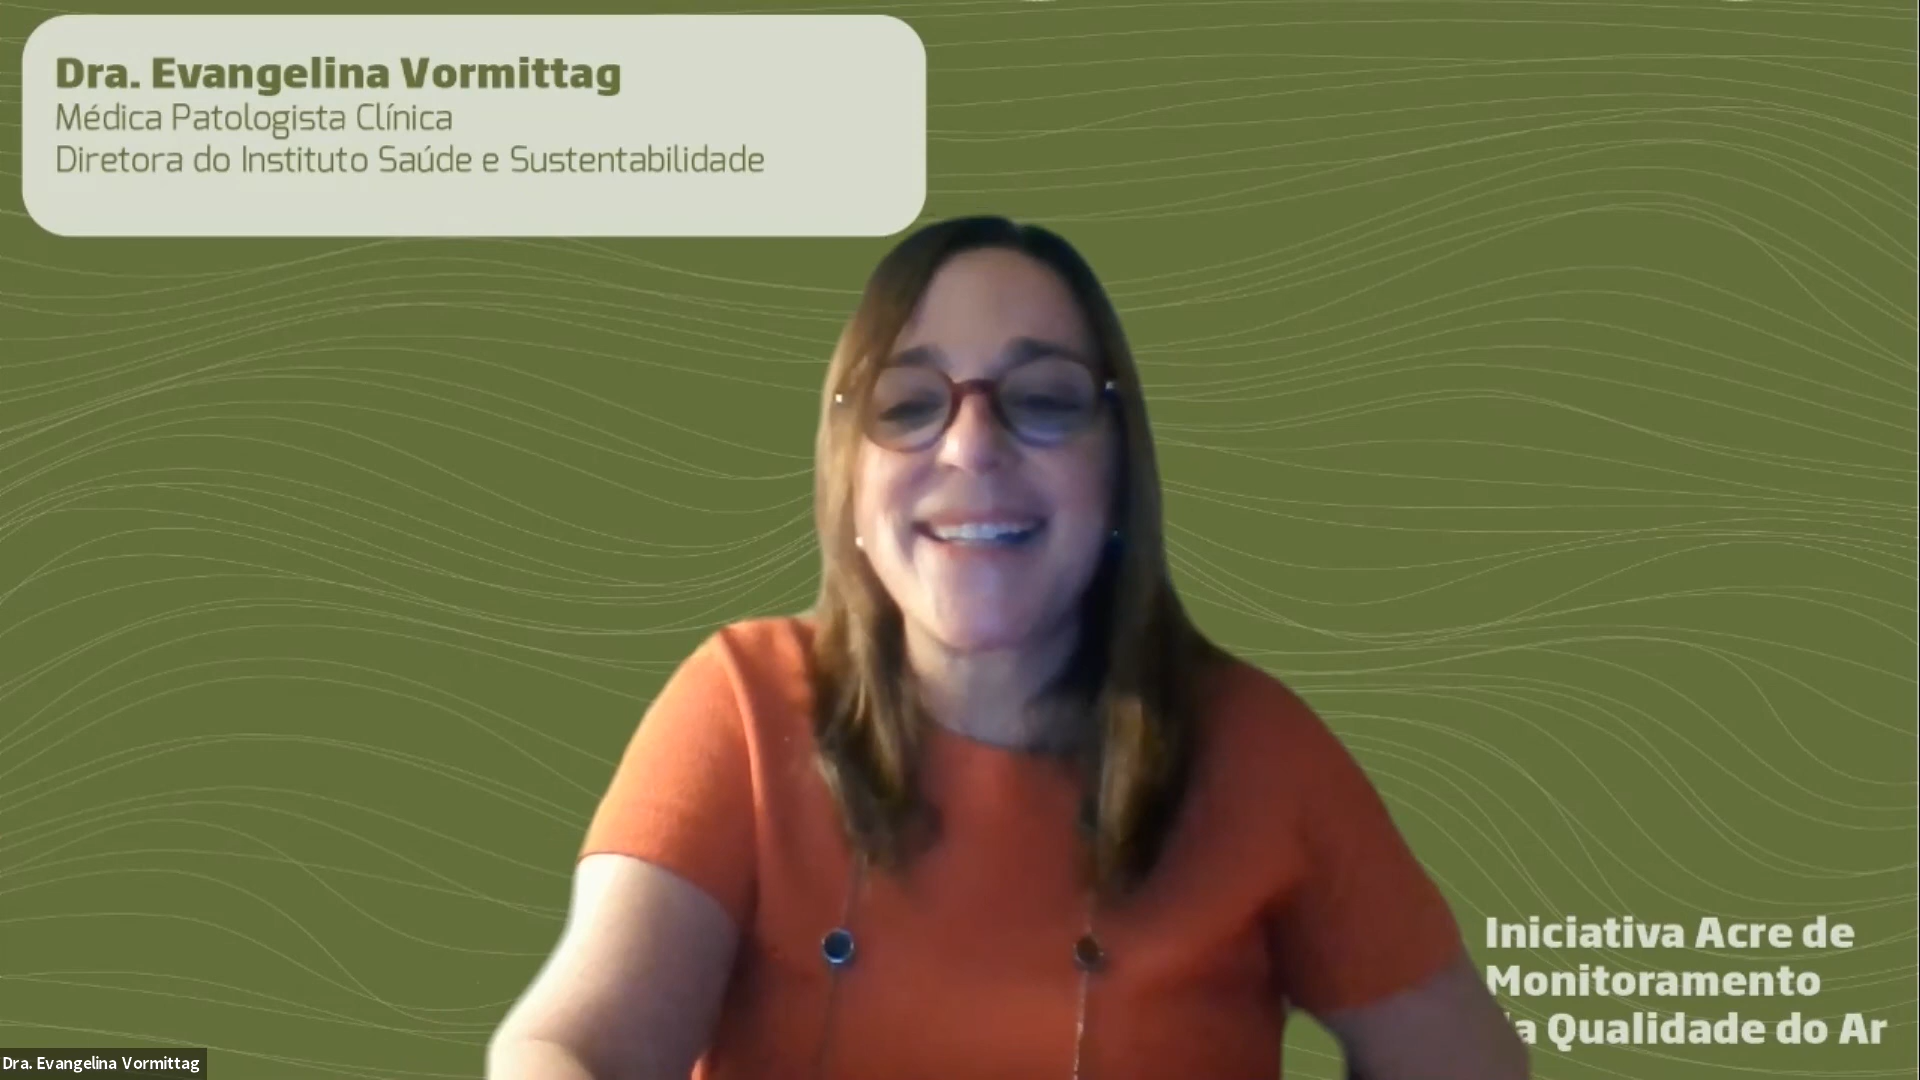 Dra. Evangelina Vormittag
Médica Patologista Clínica
Diretora do Instituto Saúde e Sustentabilidade
Iniciativa Acre de
Monitoramento
a Qualidade do Ar
Dra. Evangelina Vormittag